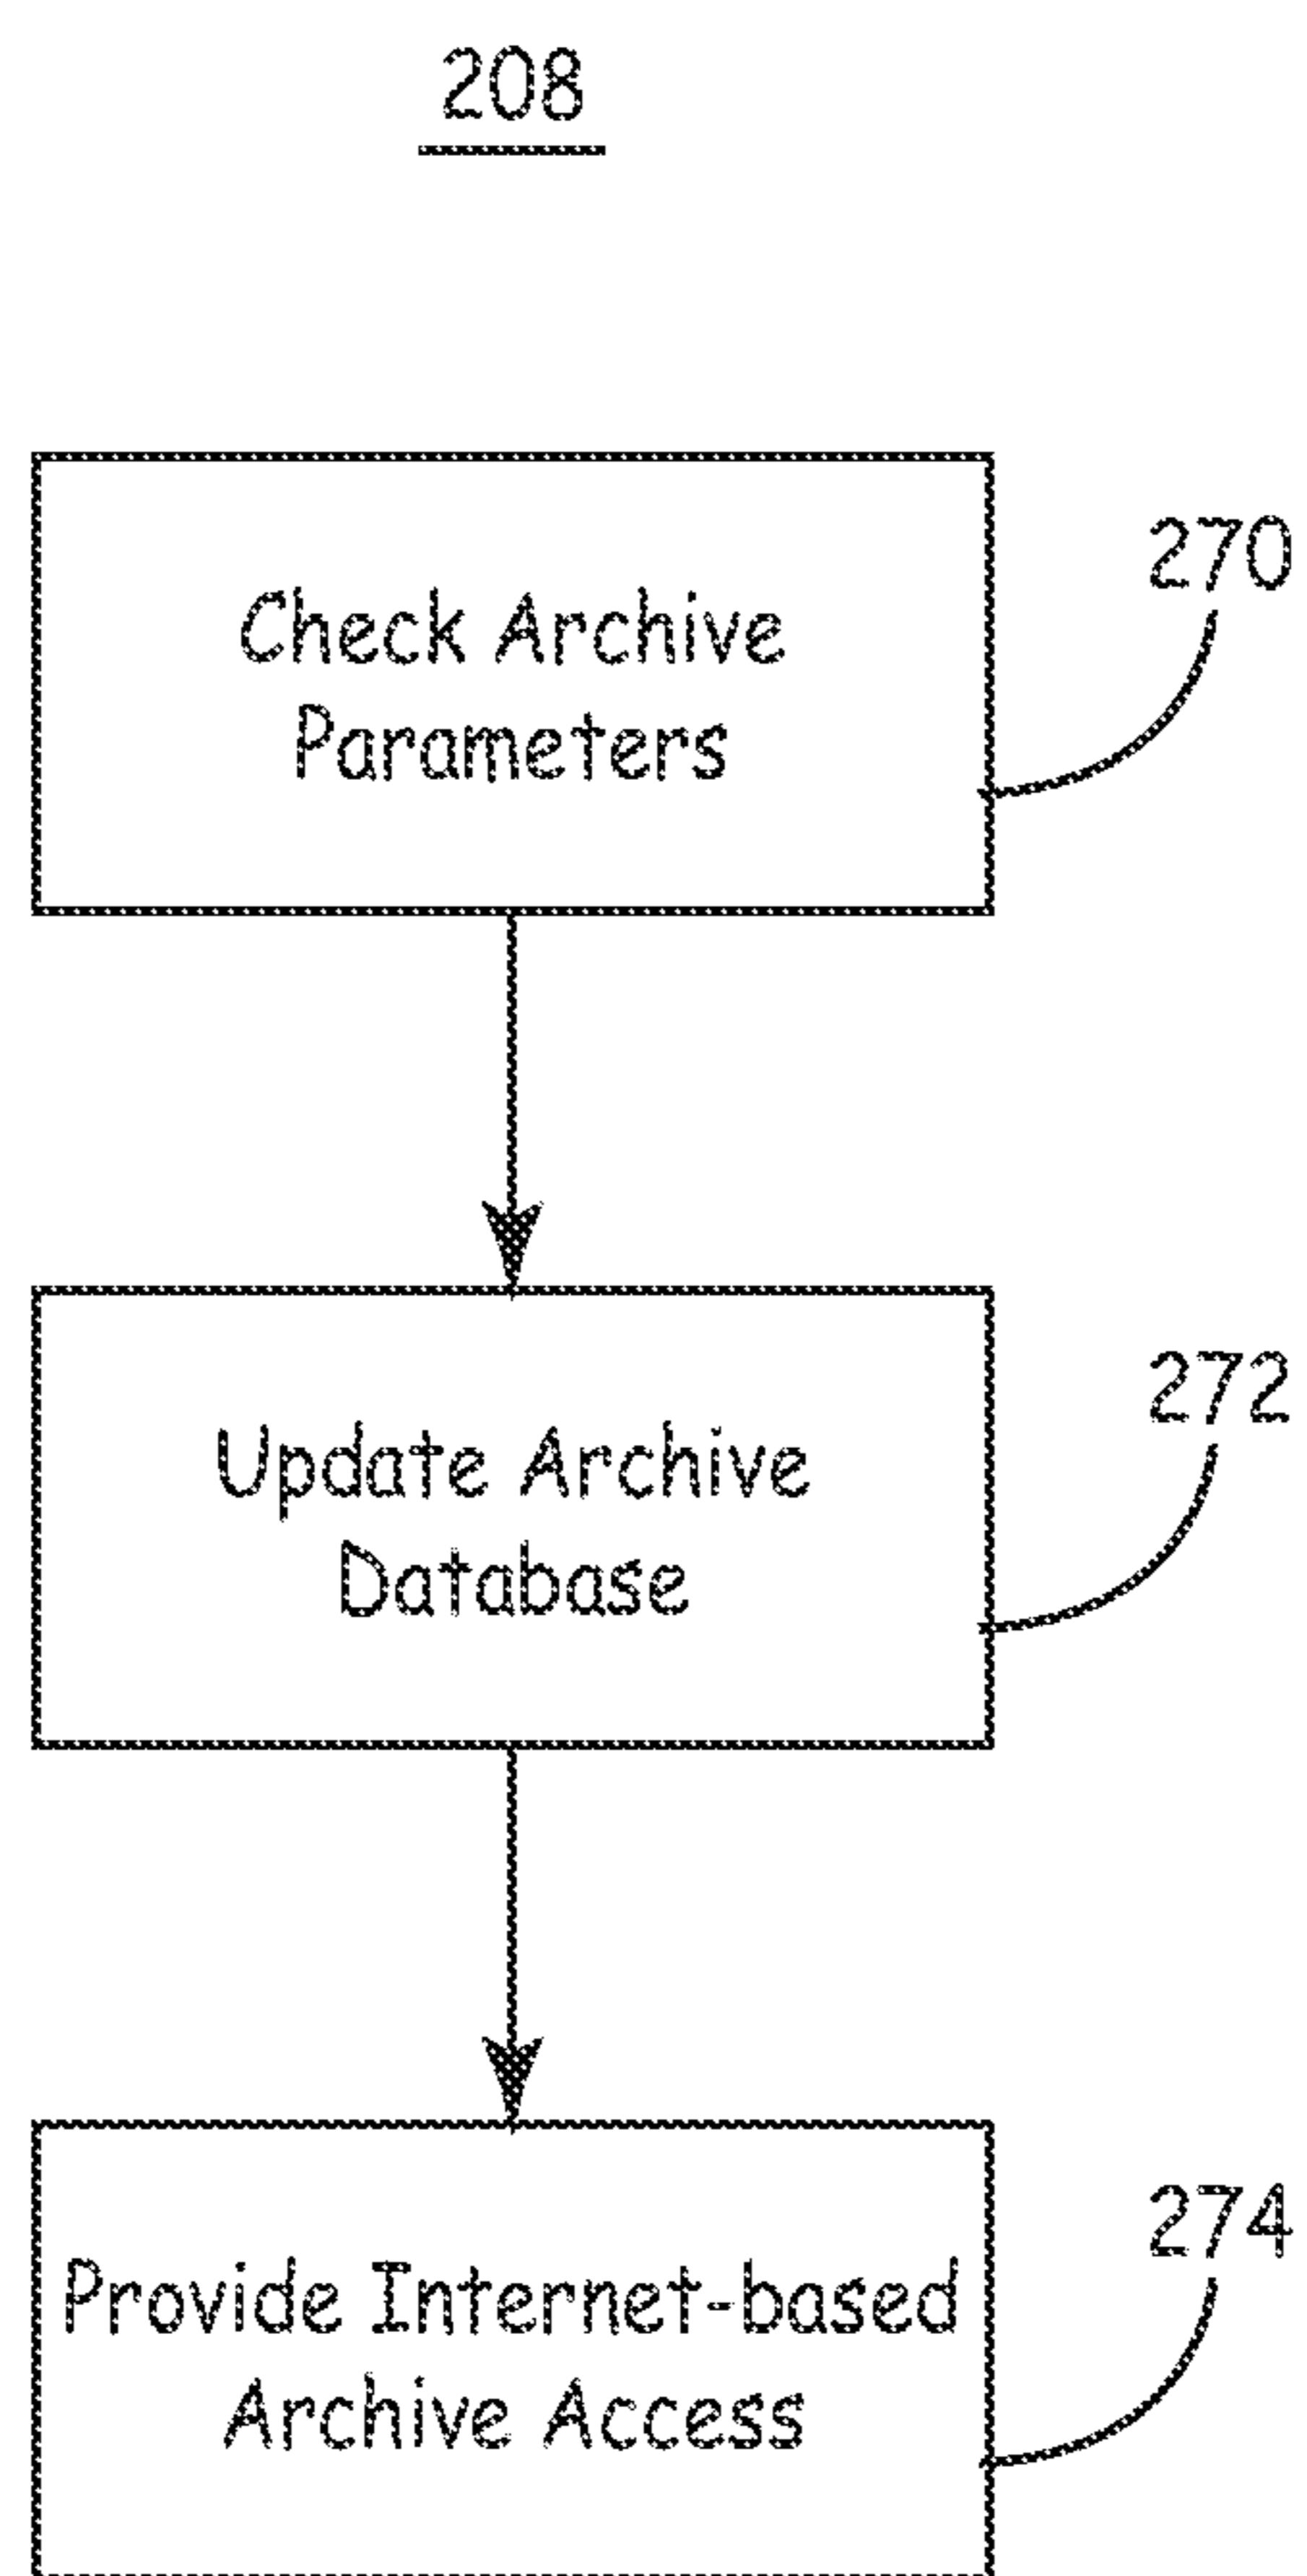 208
Check Archive
Parameters
270
Update Archive
Database
272
Provide Internet-based
Archive Access
274